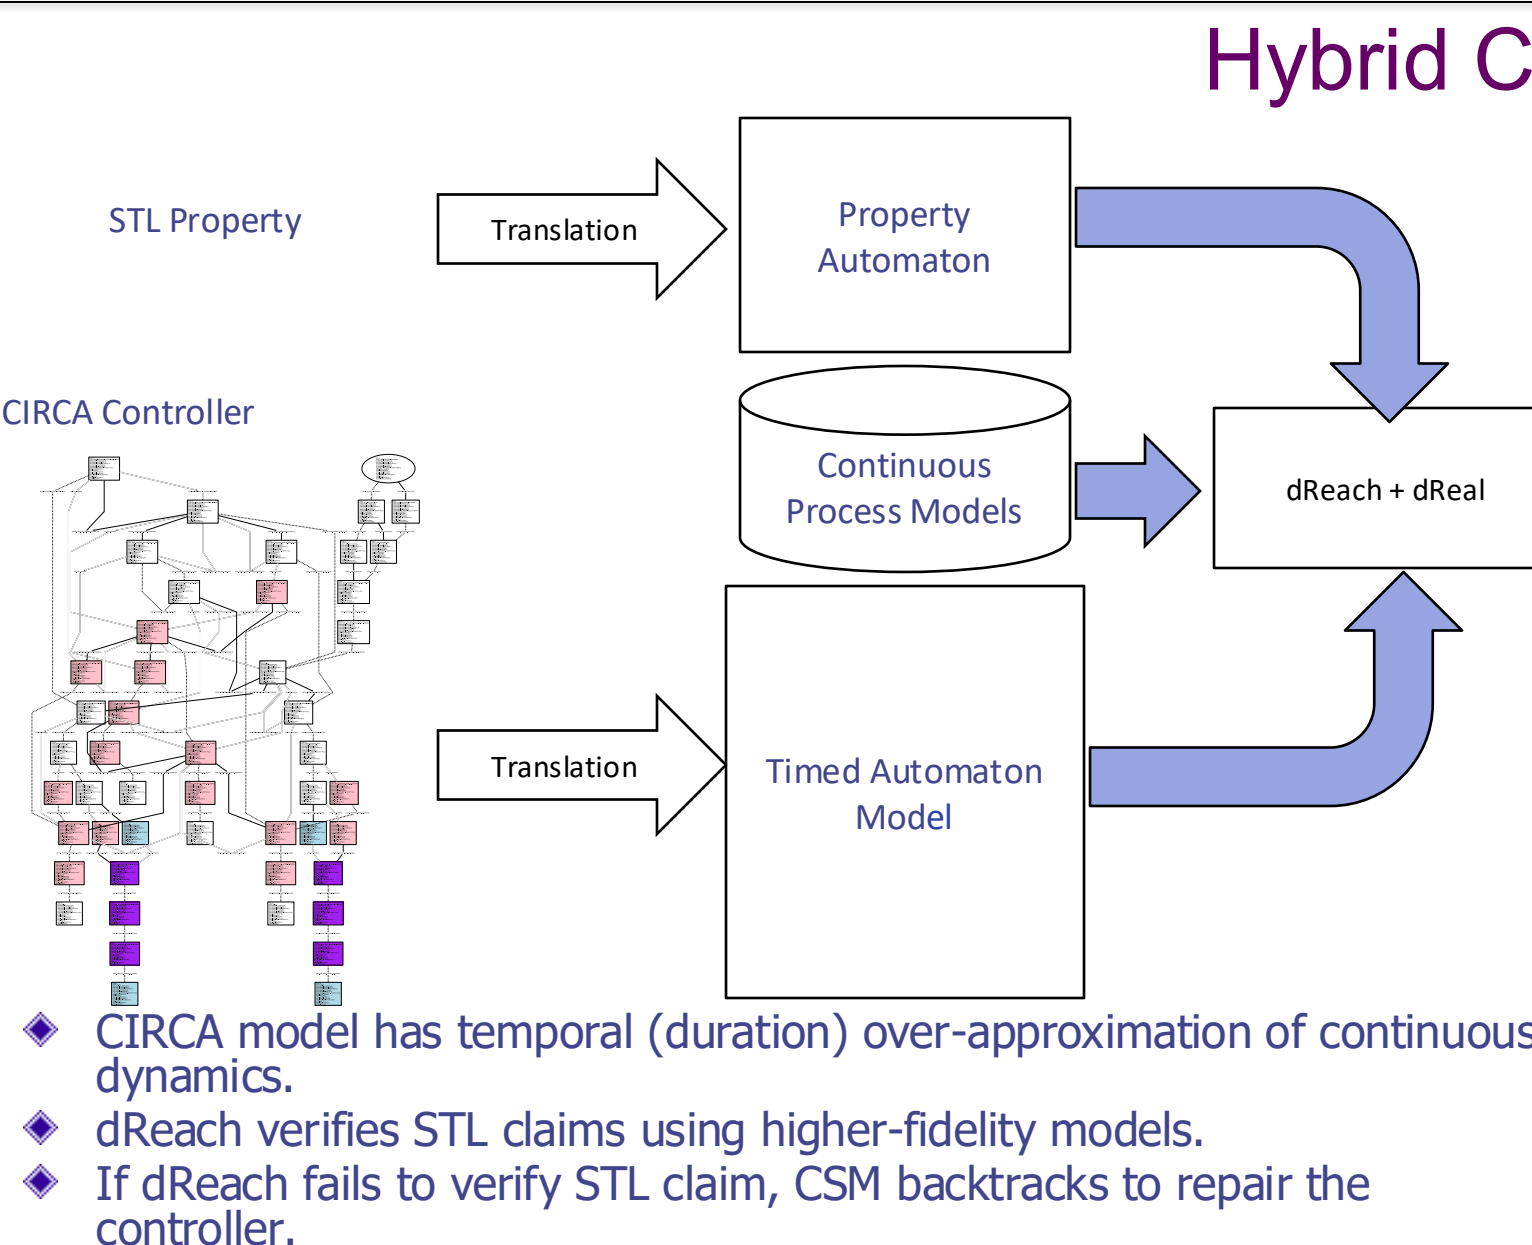 Hybrid C
STL Property
Translation
Property
Automaton
CIRCA Controller
Continuous
Process Models
dReach + dReal
Translation
Timed Automaton
Model
CIRCA model has temporal (duration) over-approximation of continuous
dynamics.
dReach verifies STL claims using higher-fidelity models.
If dReach fails to verify STL claim, CSM backtracks to repair the
controller.